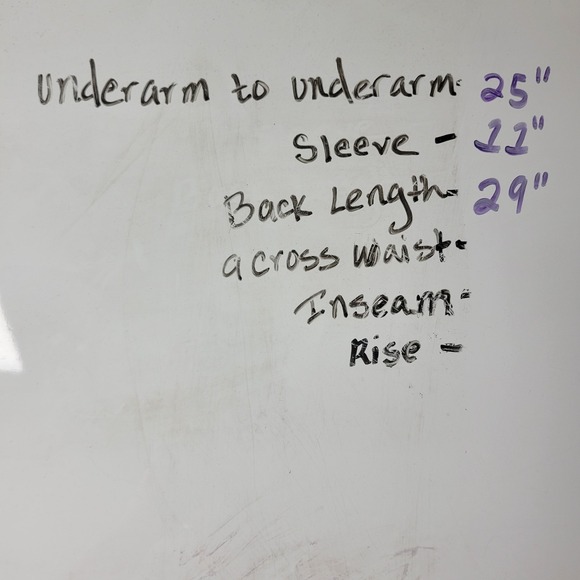 underarm to underarm- 25"
Sleeve - 11"
Back Length- 29"
across waist-
Inseam-
Rise -